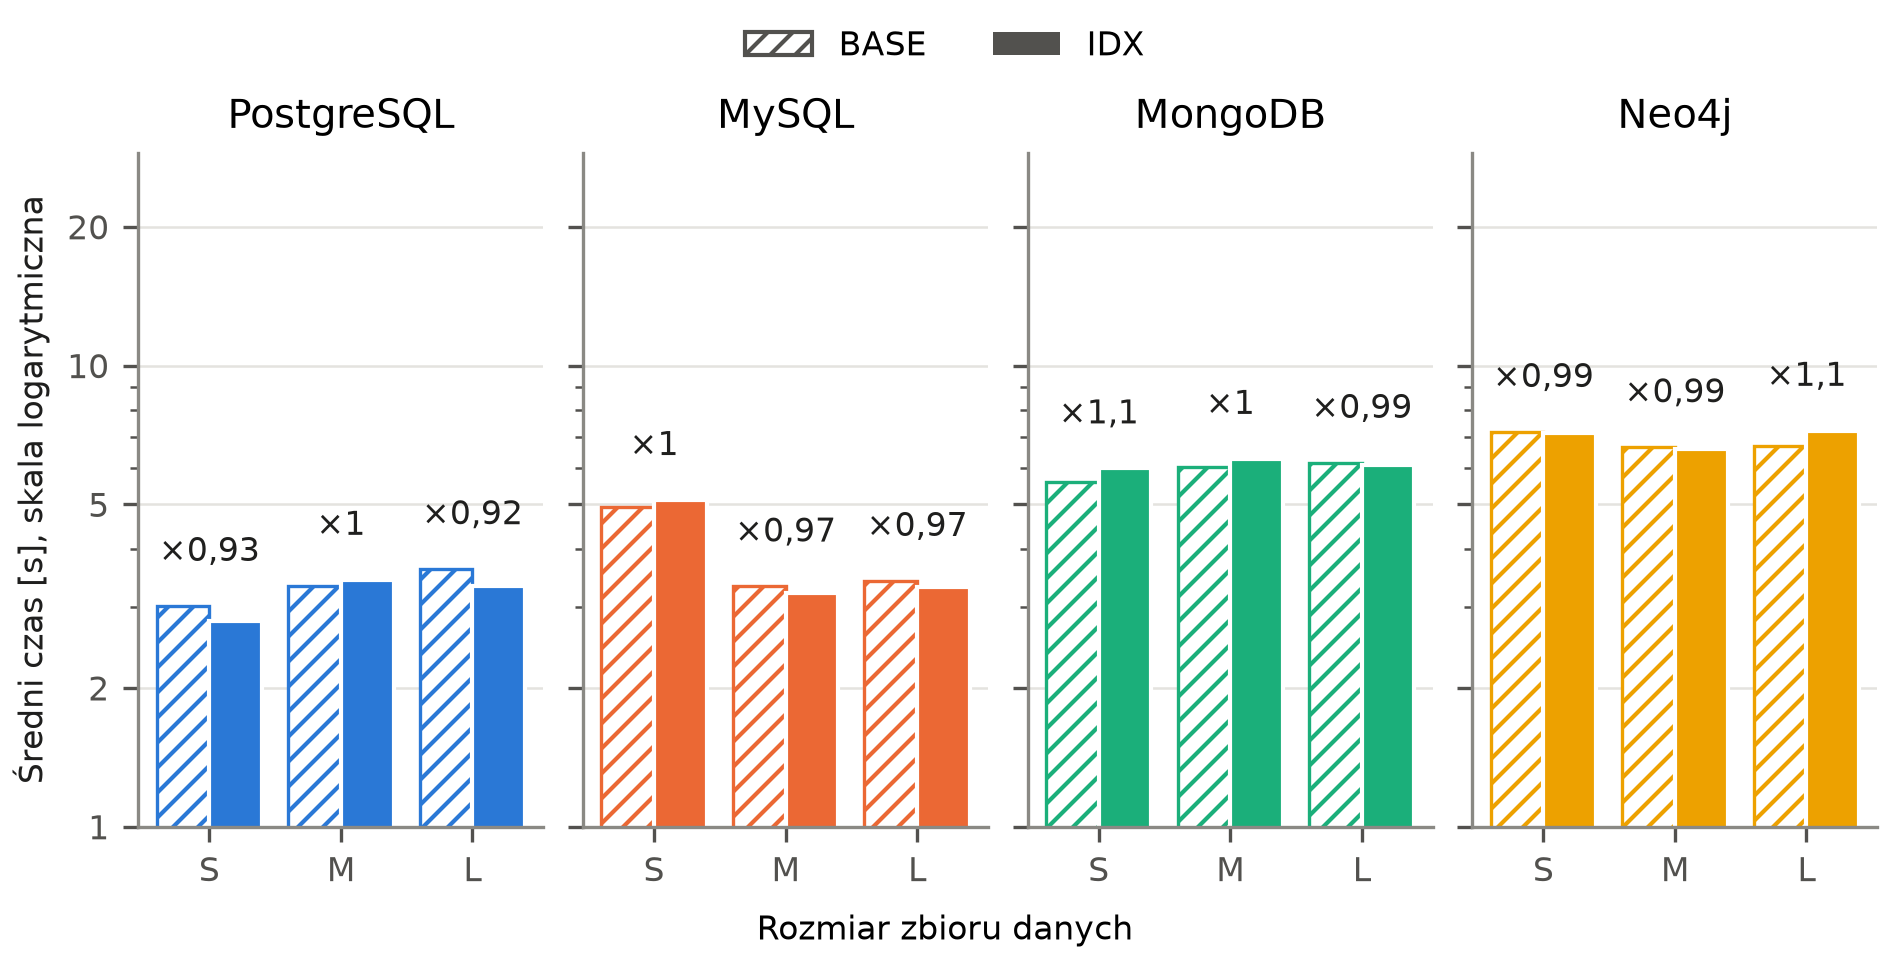 BASE IDX
PostgreSQL MySQL MongoDB Neo4j
Średni czas [s], skala logarytmiczna
20
10
5
2
1
×0,93 ×1 ×0,92
×1 ×0,97 ×0,97
×1,1 ×1 ×0,99
×0,99 ×0,99 ×1,1
S M L S M L S M L S M L
Rozmiar zbioru danych